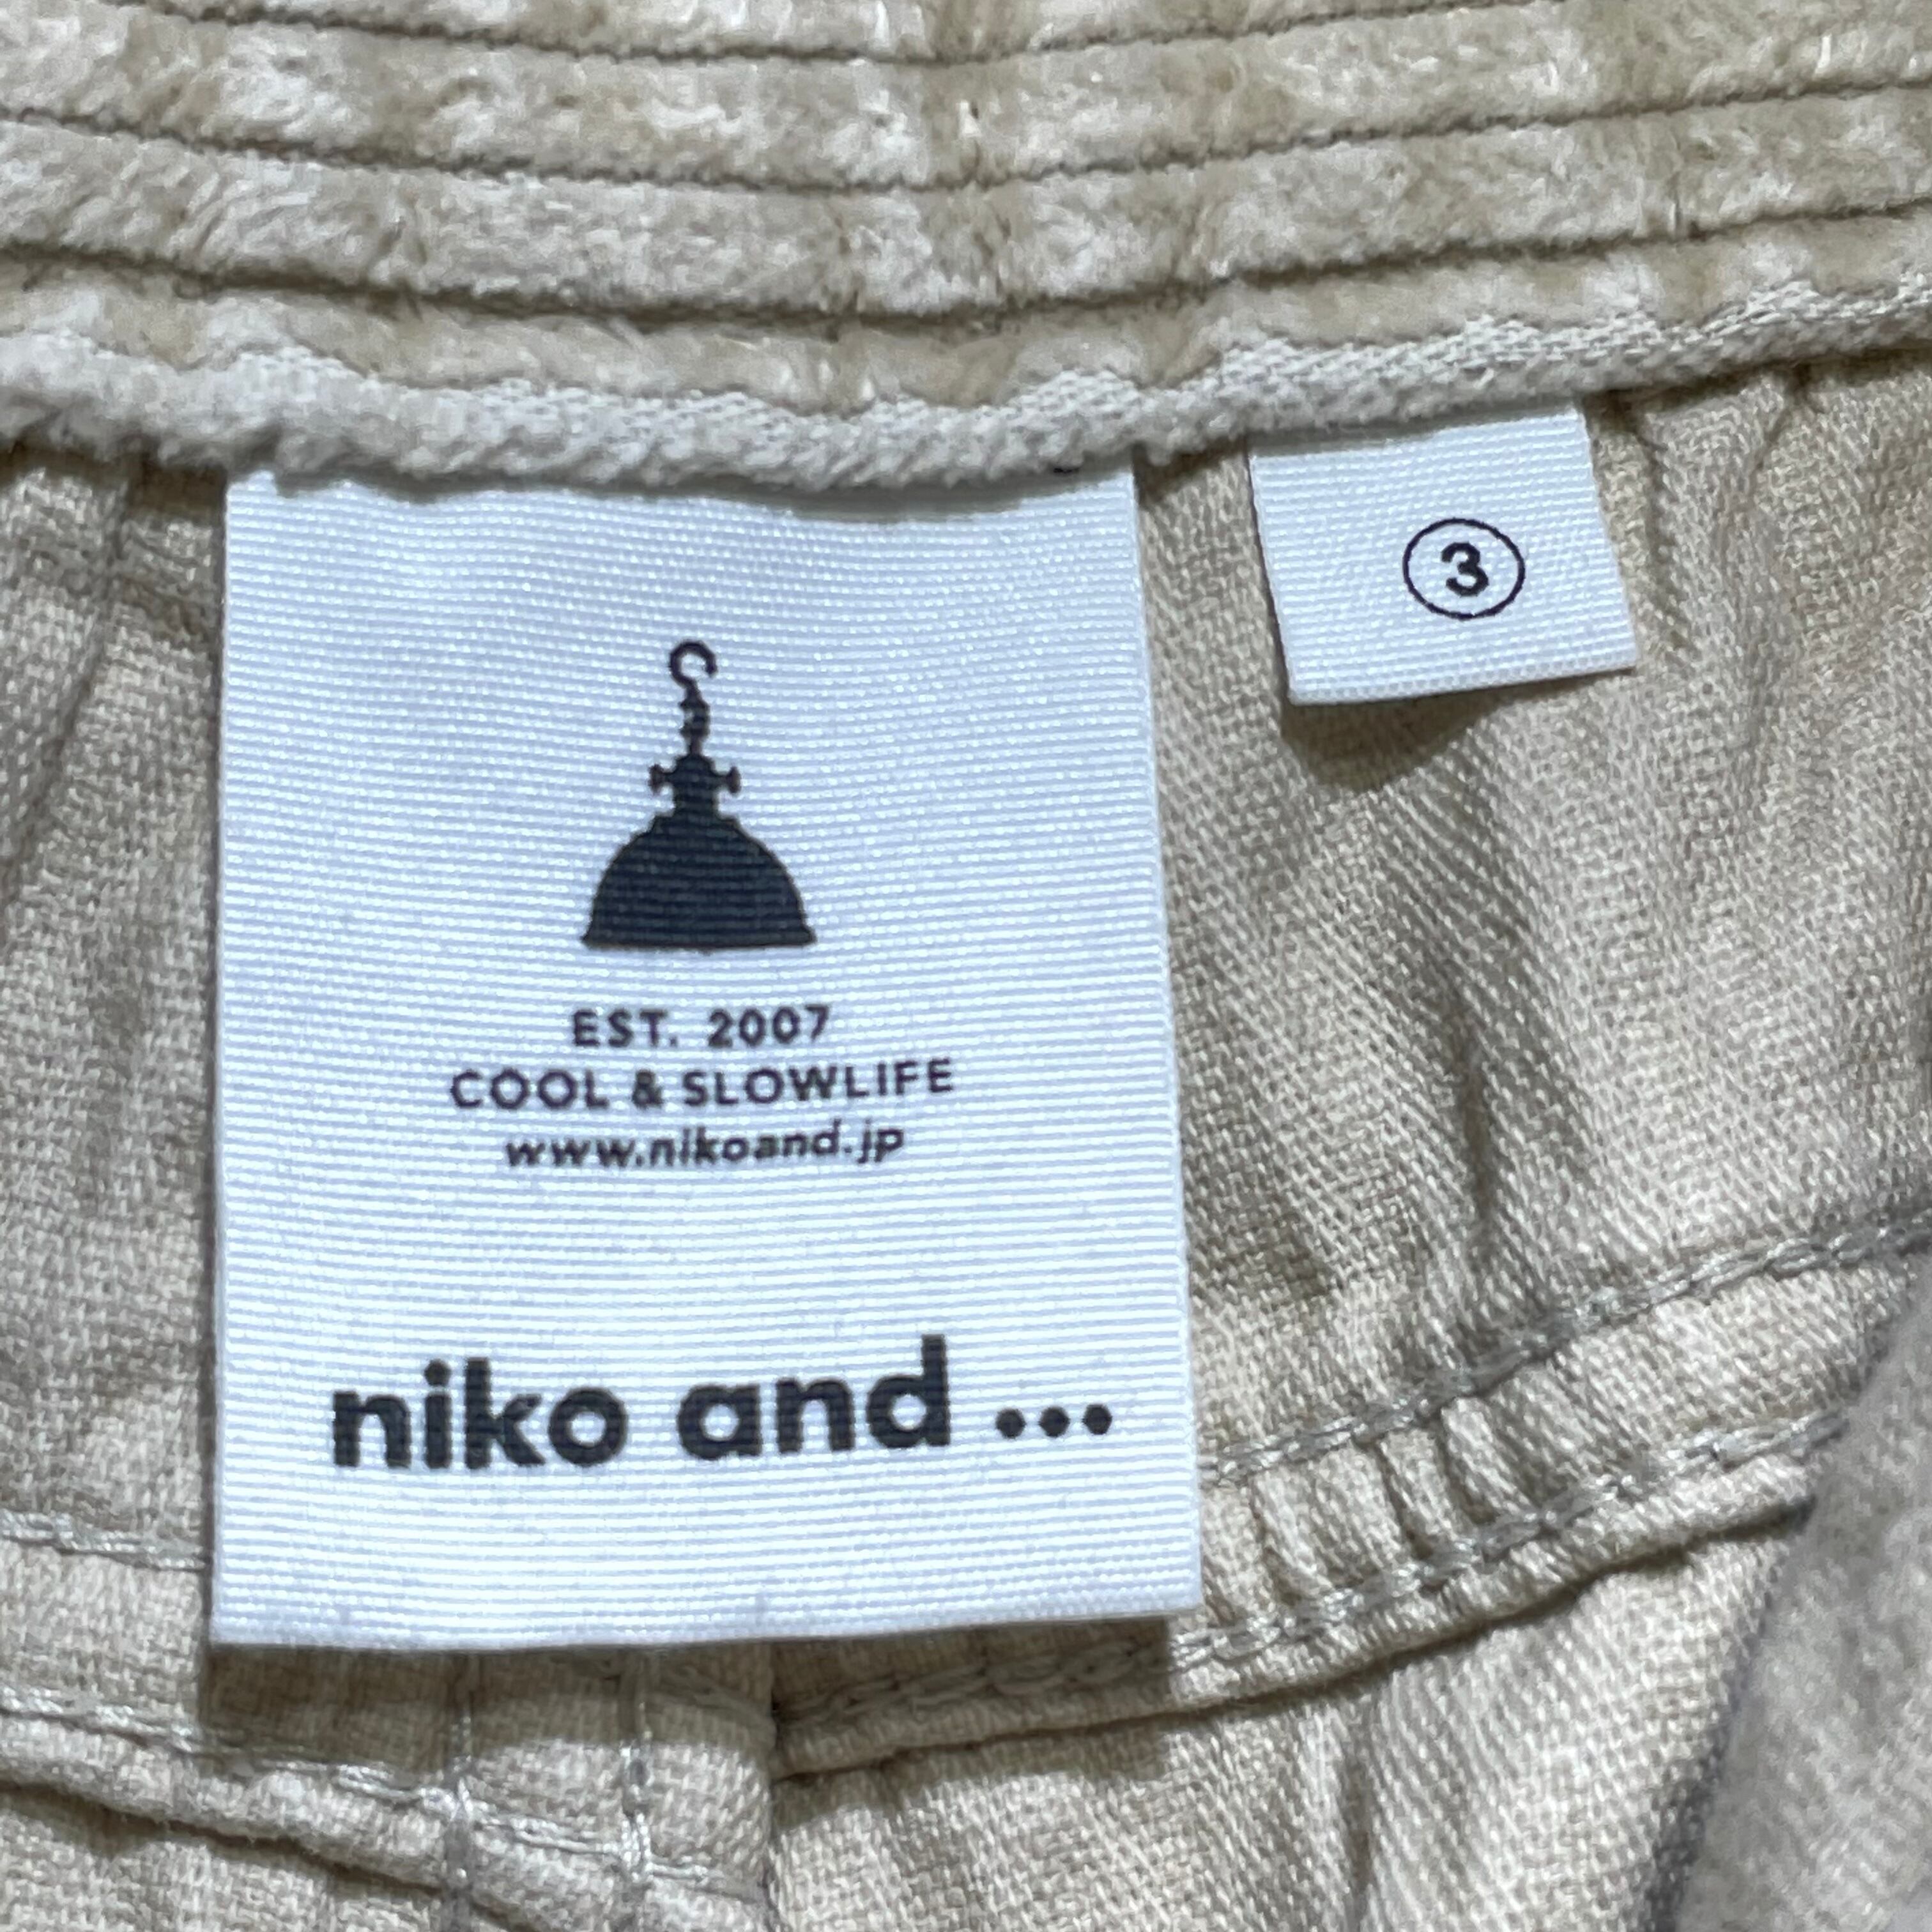 ③
EST. 2007
COOL & SLOWLIFE
www.nikoand.jp
niko and ...